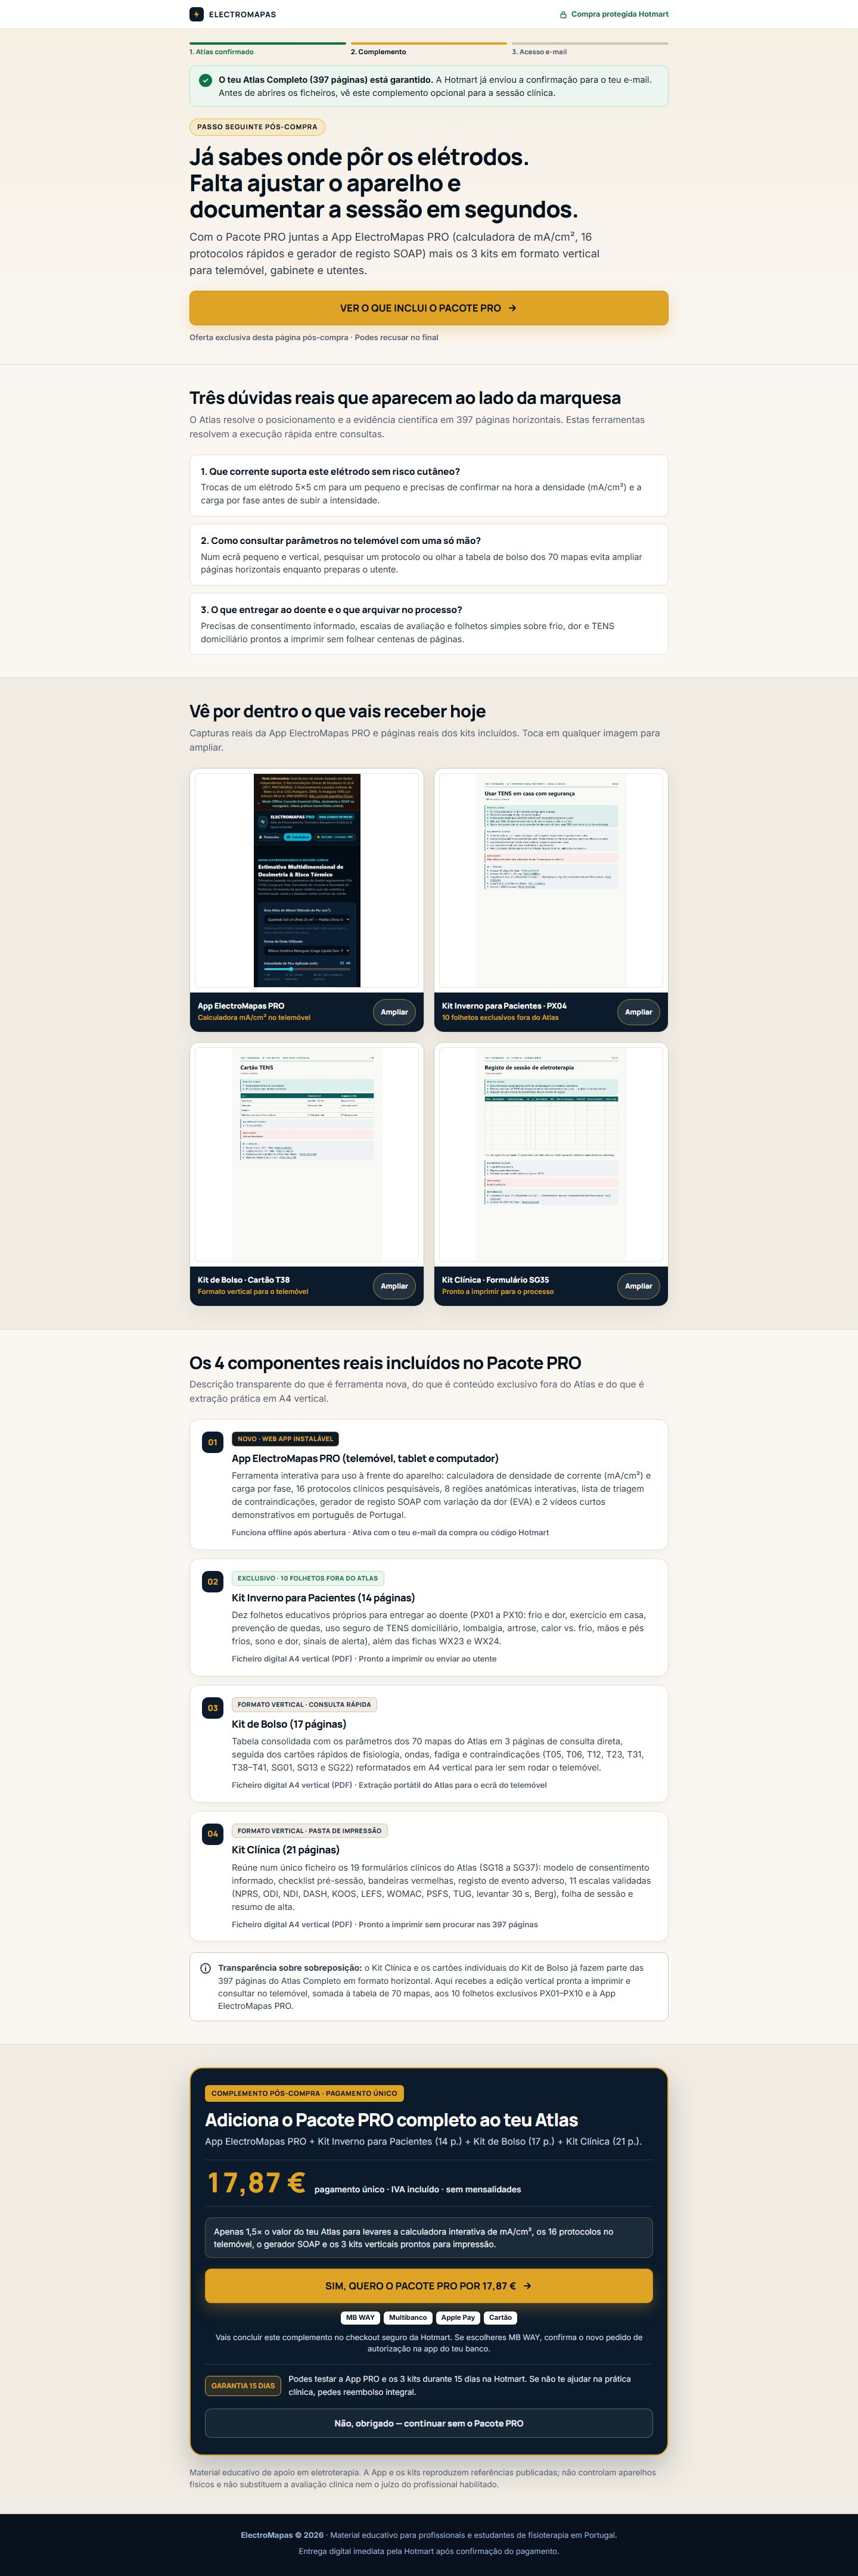 ELECTROMAPAS
Compra protegida Hotmart
1. Atlas confirmado
2. Complemento
3. Acesso e-mail
O teu Atlas Completo (397 páginas) está garantido. A Hotmart já enviou a confirmação para o teu e-mail.
Antes de abrires os ficheiros, vê este complemento opcional para a sessão clínica.
PASSO SEGUINTE PÓS-COMPRA
Já sabes onde pôr os elétrodos.
Falta ajustar o aparelho e
documentar a sessão em segundos.
Com o Pacote PRO juntas a App ElectroMapas PRO (calculadora de mA/cm², 16
protocolos rápidos e gerador de registo SOAP) mais os 3 kits em formato vertical
para telemóvel, gabinete e utentes.
VER O QUE INCLUI O PACOTE PRO →
Oferta exclusiva desta página pós-compra · Podes recusar no final
Três dúvidas reais que aparecem ao lado da marquesa
O Atlas resolve o posicionamento e a evidência científica em 397 páginas horizontais. Estas ferramentas
resolvem a execução rápida entre consultas.
1. Que corrente suporta este elétrodo sem risco cutâneo?
Trocas de um elétrodo 5×5 cm para um pequeno e precisas de confirmar na hora a densidade (mA/cm²) e a
carga por fase antes de subir a intensidade.
2. Como consultar parâmetros no telemóvel com uma só mão?
Num ecrã pequeno e vertical, pesquisar um protocolo ou olhar a tabela de bolso dos 70 mapas evita ampliar
páginas horizontais enquanto preparas o utente.
3. O que entregar ao doente e o que arquivar no processo?
Precisas de consentimento informado, escalas de avaliação e folhetos simples sobre frio, dor e TENS
domiciliário prontos a imprimir sem folhear centenas de páginas.
Vê por dentro o que vais receber hoje
Capturas reais da App ElectroMapas PRO e páginas reais dos kits incluídos. Toca em qualquer imagem para
ampliar.
ELECTROMAPAS PRO
Estimativa Multidimensional de
Dosimetria & Risco Térmico
Usar TENS em casa com segurança
App ElectroMapas PRO
Calculadora mA/cm² no telemóvel
Ampliar
Kit Inverno para Pacientes · PX04
10 folhetos exclusivos fora do Atlas
Ampliar
Cartão TENS
Registo de sessão de eletroterapia
Kit de Bolso · Cartão T38
Formato vertical para o telemóvel
Ampliar
Kit Clínica · Formulário SG35
Pronto a imprimir para o processo
Ampliar
Os 4 componentes reais incluídos no Pacote PRO
Descrição transparente do que é ferramenta nova, do que é conteúdo exclusivo fora do Atlas e do que é
extração prática em A4 vertical.
01
NOVO · WEB APP INSTALÁVEL
App ElectroMapas PRO (telemóvel, tablet e computador)
Ferramenta interativa para uso à frente do aparelho: calculadora de densidade de corrente (mA/cm²) e
carga por fase, 16 protocolos clínicos pesquisáveis, 8 regiões anatómicas interativas, lista de triagem
de contraindicações, gerador de registo SOAP com variação da dor (EVA) e 2 vídeos curtos
demonstrativos em português de Portugal.
Funciona offline após abertura · Ativa com o teu e-mail da compra ou código Hotmart
02
EXCLUSIVO · 10 FOLHETOS FORA DO ATLAS
Kit Inverno para Pacientes (14 páginas)
Dez folhetos educativos próprios para entregar ao doente (PX01 a PX10: frio e dor, exercício em casa,
prevenção de quedas, uso seguro de TENS domiciliário, lombalgia, artrose, calor vs. frio, mãos e pés
frios, sono e dor, sinais de alerta), além das fichas WX23 e WX24.
Ficheiro digital A4 vertical (PDF) · Pronto a imprimir ou enviar ao utente
03
FORMATO VERTICAL · CONSULTA RÁPIDA
Kit de Bolso (17 páginas)
Tabela consolidada com os parâmetros dos 70 mapas do Atlas em 3 páginas de consulta direta,
seguida dos cartões rápidos de fisiologia, ondas, fadiga e contraindicações (T05, T06, T12, T23, T31,
T38–T41, SG01, SG13 e SG22) reformatados em A4 vertical para ler sem rodar o telemóvel.
Ficheiro digital A4 vertical (PDF) · Extração portátil do Atlas para o ecrã do telemóvel
04
FORMATO VERTICAL · PASTA DE IMPRESSÃO
Kit Clínica (21 páginas)
Reúne num único ficheiro os 19 formulários clínicos do Atlas (SG18 a SG37): modelo de consentimento
informado, checklist pré-sessão, bandeiras vermelhas, registo de evento adverso, 11 escalas validadas
(NPRS, ODI, NDI, DASH, KOOS, LEFS, WOMAC, PSFS, TUG, levantar 30 s, Berg), folha de sessão e
resumo de alta.
Ficheiro digital A4 vertical (PDF) · Pronto a imprimir sem procurar nas 397 páginas
Transparência sobre sobreposição: o Kit Clínica e os cartões individuais do Kit de Bolso já fazem parte das
397 páginas do Atlas Completo em formato horizontal. Aqui recebes a edição vertical pronta a imprimir e
consultar no telemóvel, somada à tabela de 70 mapas, aos 10 folhetos exclusivos PX01–PX10 e à App
ElectroMapas PRO.
COMPLEMENTO PÓS-COMPRA · PAGAMENTO ÚNICO
Adiciona o Pacote PRO completo ao teu Atlas
App ElectroMapas PRO + Kit Inverno para Pacientes (14 p.) + Kit de Bolso (17 p.) + Kit Clínica (21 p.).
17,87 € pagamento único · IVA incluído · sem mensalidades
Apenas 1,5× o valor do teu Atlas para levares a calculadora interativa de mA/cm², os 16 protocolos no
telemóvel, o gerador SOAP e os 3 kits verticais prontos para impressão.
SIM, QUERO O PACOTE PRO POR 17,87 € →
MB WAY
Multibanco
Apple Pay
Cartão
Vais concluir este complemento no checkout seguro da Hotmart. Se escolheres MB WAY, confirma o novo pedido de
autorização na app do teu banco.
GARANTIA 15 DIAS
Podes testar a App PRO e os 3 kits durante 15 dias na Hotmart. Se não te ajudar na prática
clínica, pedes reembolso integral.
Não, obrigado — continuar sem o Pacote PRO
Material educativo de apoio em eletroterapia. A App e os kits reproduzem referências publicadas; não controlam aparelhos
físicos e não substituem a avaliação clínica nem o juízo do profissional habilitado.
ElectroMapas © 2026 · Material educativo para profissionais e estudantes de fisioterapia em Portugal.
Entrega digital imediata pela Hotmart após confirmação do pagamento.